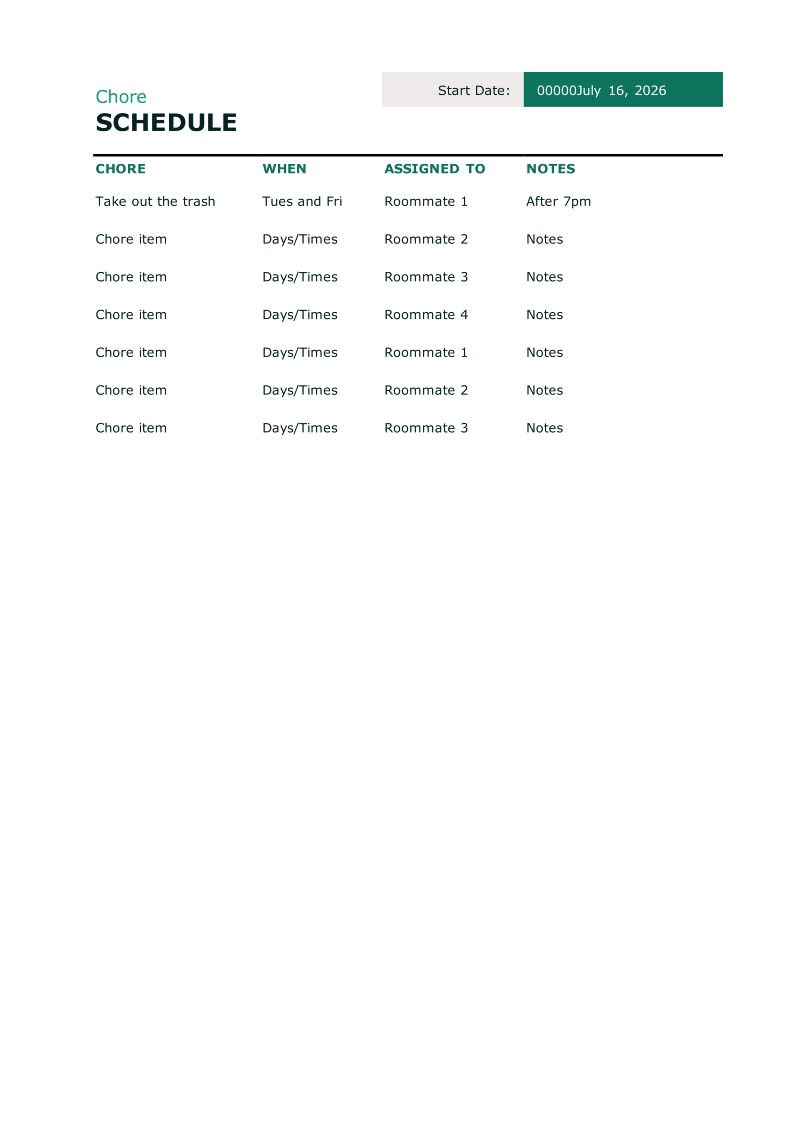 Chore
SCHEDULE
Start Date: 00000July 16, 2026
CHORE WHEN ASSIGNED TO NOTES
Take out the trash Tues and Fri Roommate 1 After 7pm
Chore item Days/Times Roommate 2 Notes
Chore item Days/Times Roommate 3 Notes
Chore item Days/Times Roommate 4 Notes
Chore item Days/Times Roommate 1 Notes
Chore item Days/Times Roommate 2 Notes
Chore item Days/Times Roommate 3 Notes